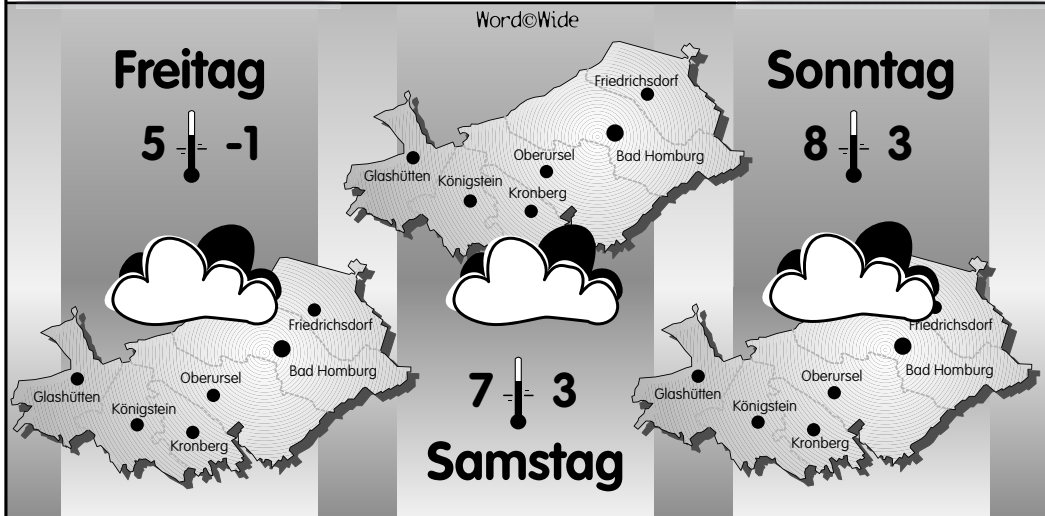 Word©Wide
Freitag
5 -1
Friedrichsdorf
Bad Homburg
Oberursel
Glashütten
Königstein
Kronberg
Friedrichsdorf
Bad Homburg
Oberursel
Glashütten
Königstein
Kronberg
7 3
Samstag
Sonntag
8 3
Friedrichsdorf
Bad Homburg
Oberursel
Glashütten
Königstein
Kronberg